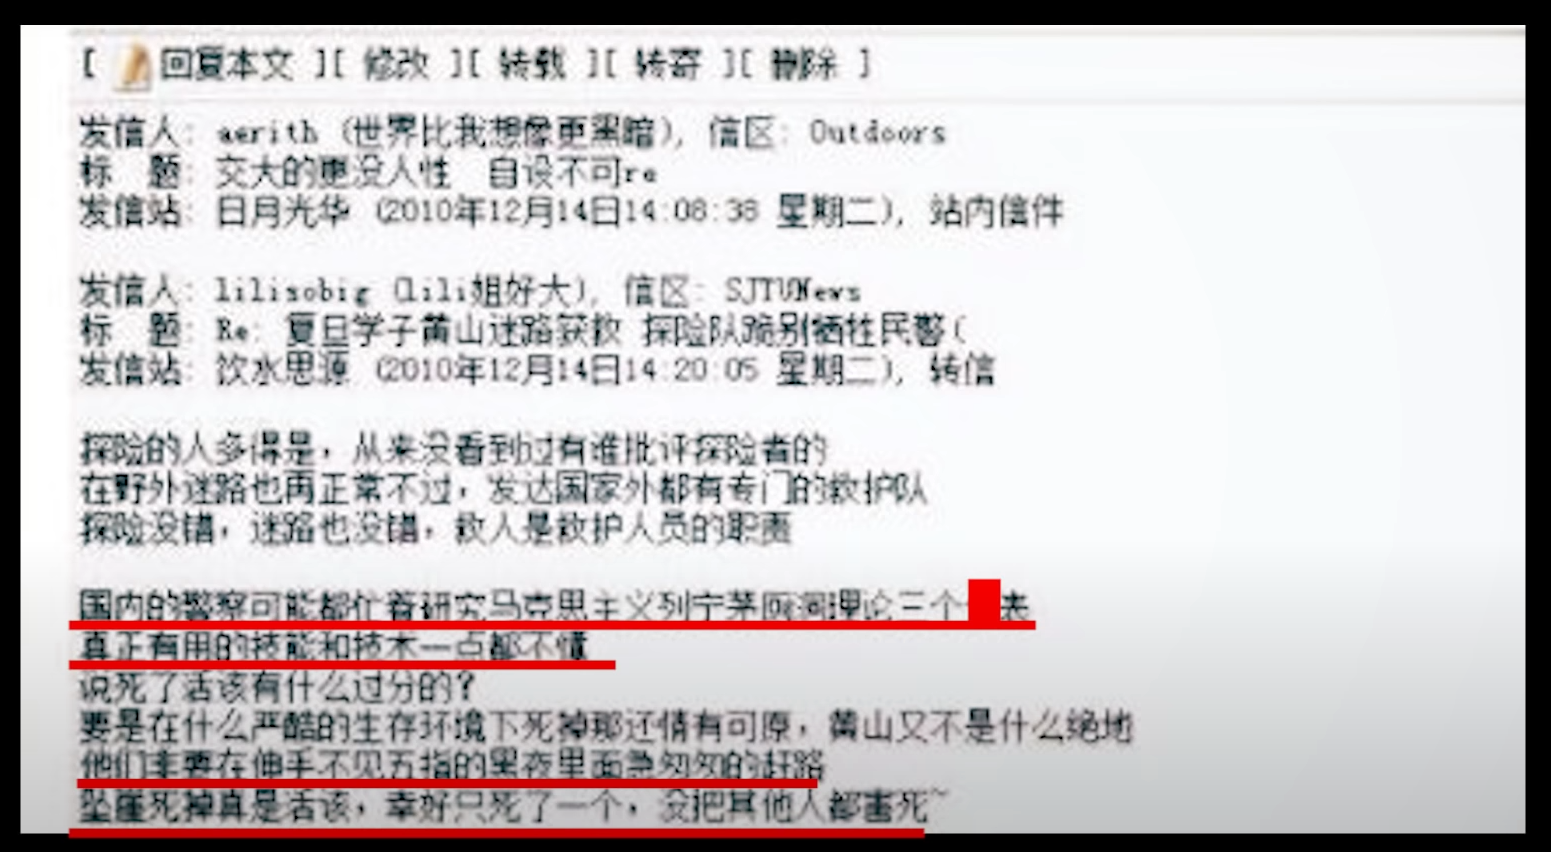 [ 回复本文 ][ 修改 ][ 转载 ][ 转寄 ][ 删除 ]
发信人: aerith (世界比我想像更黑暗), 信区: Outdoors
标 题: 交大的更没人性 自设不可re
发信站: 日月光华 (2010年12月14日14:08:38 星期二), 站内信件
发信人: lilisobig (lili姐好大), 信区: SJTUNews
标 题: Re: 复旦学子黄山迷路获救 探险队跪别牺牲民警(
发信站: 饮水思源 (2010年12月14日14:20:05 星期二), 转信
探险的人多得是，从来没看到过有谁批评探险者的
在野外迷路也再正常不过，发达国家外都有专门的救护队
探险没错，迷路也没错，救人是救护人员的职责
国内的警察可能都忙着研究马克思主义列宁茅 理论三个 表
真正有用的技能和技术一点都不懂
说死了活该有什么过分的？
要是在什么严酷的生存环境下死掉那还情有可原，黄山又不是什么绝地
他们非要在伸手不见五指的黑夜里面急匆匆的赶路
坠崖死掉真是活该，幸好只死了一个，没把其他人都害死~